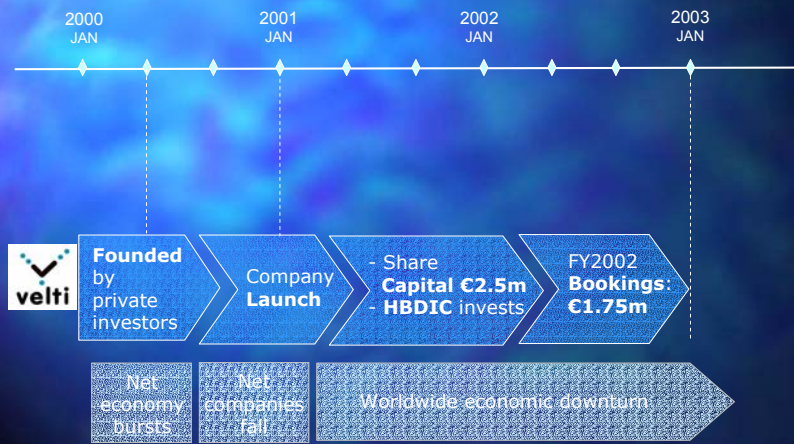 2000
JAN
2001
JAN
2002
JAN
2003
JAN
velti
Founded
by
private
investors
Company
Launch
- Share
Capital €2.5m
- HBDIC invests
FY2002
Bookings:
€1.75m
Net
economy
bursts
Net
companies
fall
Worldwide economic downturn